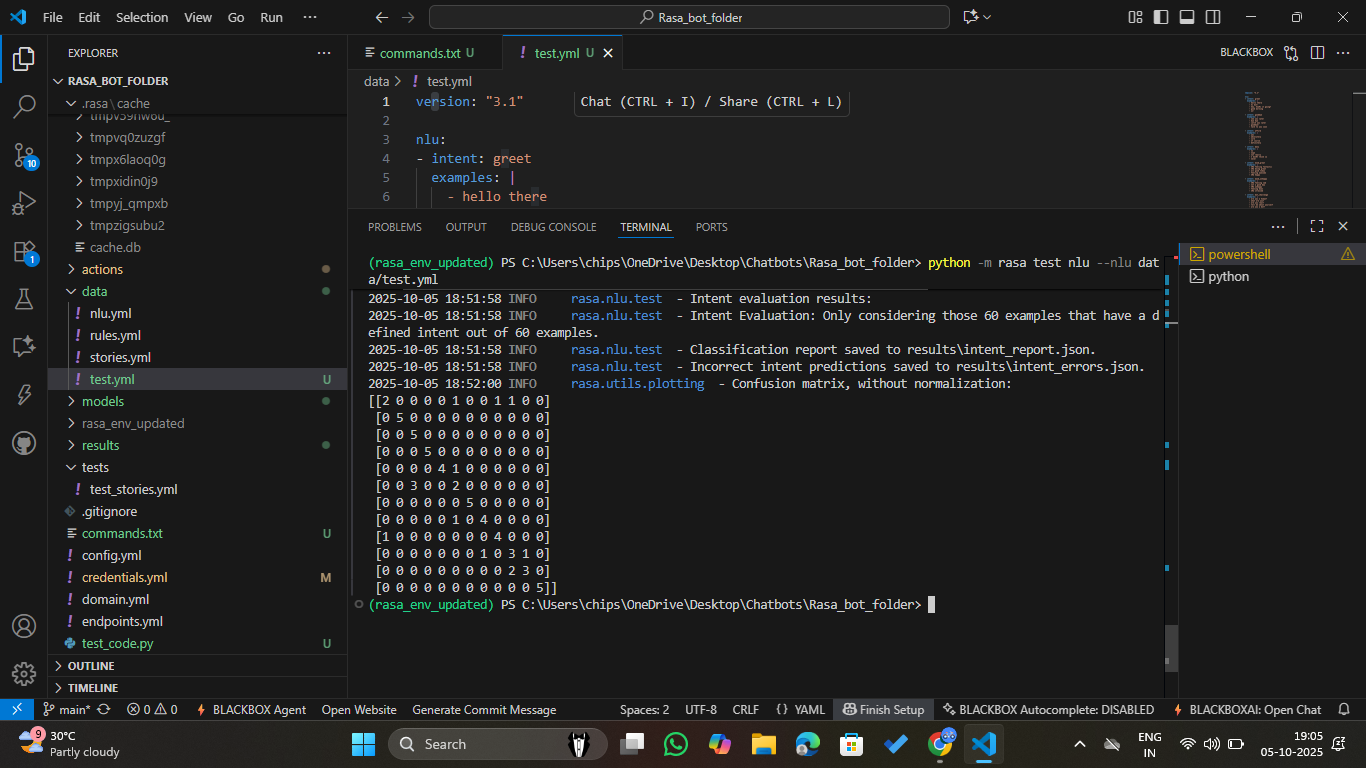 File Edit Selection View Go Run ···
Rasa_bot_folder
EXPLORER
RASA_BOT_FOLDER
.rasa \ cache
tmpv59nw6u_
tmpvq0zuzgf
tmpx6laoq0g
tmpxidin0j9
tmpyj_qmpxb
tmpzigsubu2
cache.db
actions
data
nlu.yml
rules.yml
stories.yml
test.yml U
models
rasa_env_updated
results
tests
test_stories.yml
.gitignore
commands.txt U
config.yml
credentials.yml M
domain.yml
endpoints.yml
test_code.py U
OUTLINE
TIMELINE
10
1
commands.txt U
test.yml U
BLACKBOX
data > test.yml
1 version: "3.1"
Chat (CTRL + I) / Share (CTRL + L)
2
3 nlu:
4 - intent: greet
5 examples: |
6 - hello there
PROBLEMS OUTPUT DEBUG CONSOLE TERMINAL PORTS
(rasa_env_updated) PS C:\Users\chips\OneDrive\Desktop\Chatbots\Rasa_bot_folder> python -m rasa test nlu --nlu dat
a/test.yml
2025-10-05 18:51:58 INFO rasa.nlu.test - Intent evaluation results:
2025-10-05 18:51:58 INFO rasa.nlu.test - Intent Evaluation: Only considering those 60 examples that have a d
efined intent out of 60 examples.
2025-10-05 18:51:58 INFO rasa.nlu.test - Classification report saved to results\intent_report.json.
2025-10-05 18:51:58 INFO rasa.nlu.test - Incorrect intent predictions saved to results\intent_errors.json.
2025-10-05 18:52:00 INFO rasa.utils.plotting - Confusion matrix, without normalization:
[[2 0 0 0 0 1 0 0 1 1 0 0]
[0 5 0 0 0 0 0 0 0 0 0 0]
[0 0 5 0 0 0 0 0 0 0 0 0]
[0 0 0 5 0 0 0 0 0 0 0 0]
[0 0 0 0 4 1 0 0 0 0 0 0]
[0 0 3 0 0 2 0 0 0 0 0 0]
[0 0 0 0 0 0 5 0 0 0 0 0]
[0 0 0 0 0 1 0 4 0 0 0 0]
[1 0 0 0 0 0 0 0 4 0 0 0]
[0 0 0 0 0 0 0 1 0 3 1 0]
[0 0 0 0 0 0 0 0 0 2 3 0]
[0 0 0 0 0 0 0 0 0 0 0 5]]
(rasa_env_updated) PS C:\Users\chips\OneDrive\Desktop\Chatbots\Rasa_bot_folder>
powershell
python
main* 0 0 BLACKBOX Agent Open Website Generate Commit Message Spaces: 2 UTF-8 CRLF {} YAML Finish Setup BLACKBOX Autocomplete: DISABLED BLACKBOXAI: Open Chat
9
30°C
Partly cloudy
Search
ENG
IN
19:05
05-10-2025